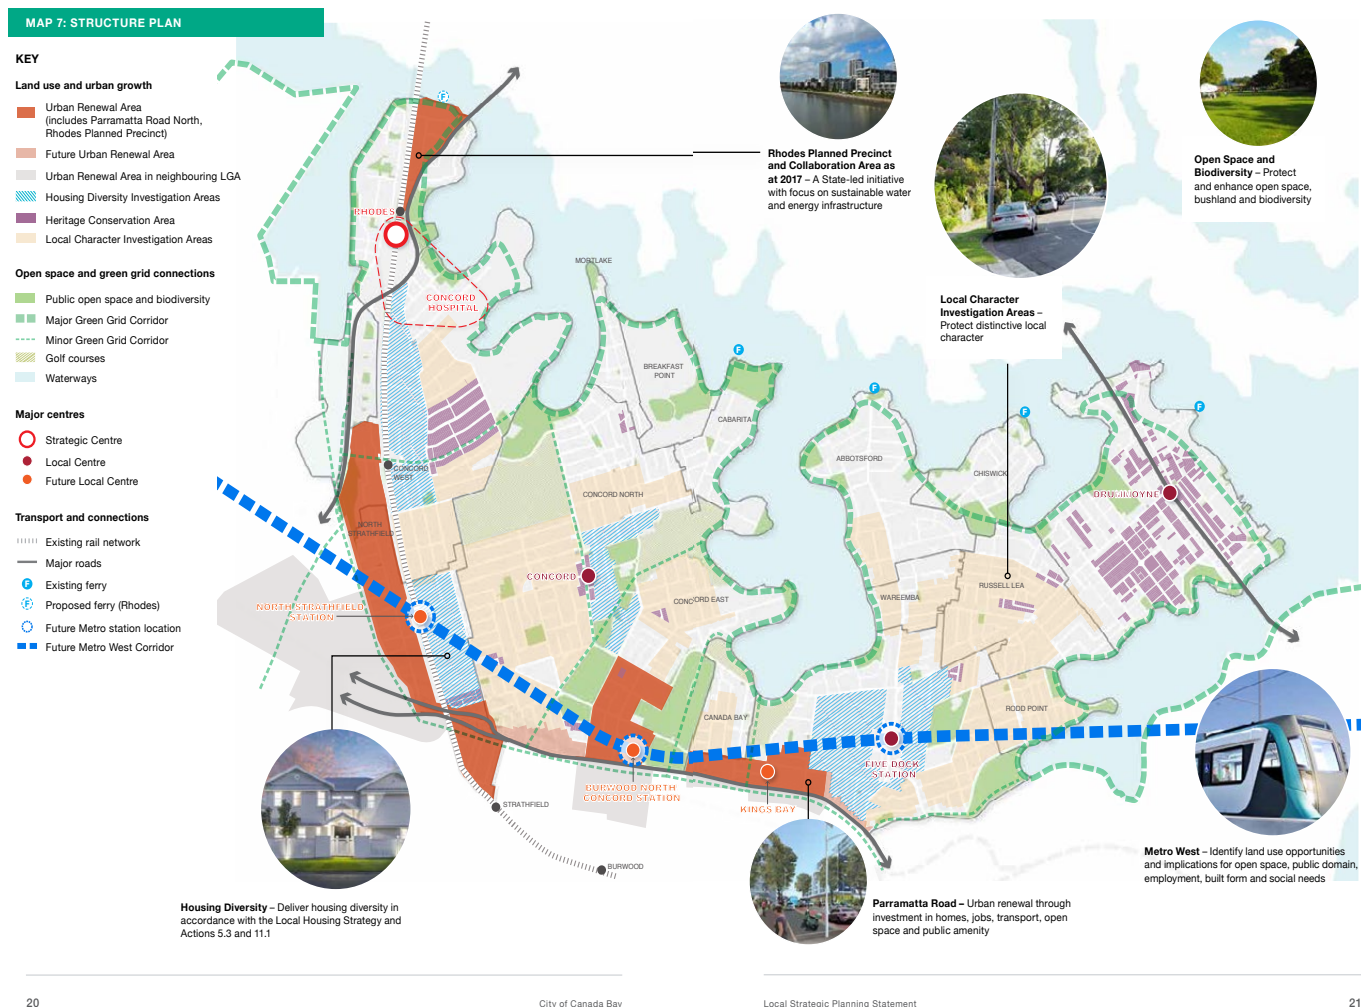 MAP 7: STRUCTURE PLAN
KEY
Land use and urban growth
Urban Renewal Area
(includes Parramatta Road North,
Rhodes Planned Precinct)
Future Urban Renewal Area
Urban Renewal Area in neighbouring LGA
Housing Diversity Investigation Areas
Heritage Conservation Area
Local Character Investigation Areas
Open space and green grid connections
Public open space and biodiversity
Major Green Grid Corridor
Minor Green Grid Corridor
Golf courses
Waterways
Major centres
Strategic Centre
Local Centre
Future Local Centre
Transport and connections
Existing rail network
Major roads
F Existing ferry
F Proposed ferry (Rhodes)
Future Metro station location
Future Metro West Corridor
F
RHODES
CONCORD
HOSPITAL
MORTLAKE
BREAKFAST
POINT
F
CABARITA
F
ABBOTSFORD
F
CHISWICK
F
DRUMMOYNE
CONCORD
WEST
CONCORD NORTH
NORTH
STRATHFIELD
CONCORD
CONCORD EAST
WAREEMBA
RUSSELL LEA
NORTH STRATHFIELD
STATION
CANADA BAY
RODD POINT
FIVE DOCK
STATION
BURWOOD NORTH
CONCORD STATION
KINGS BAY
STRATHFIELD
BURWOOD
Rhodes Planned Precinct
and Collaboration Area as
at 2017 – A State-led initiative
with focus on sustainable water
and energy infrastructure
Local Character
Investigation Areas –
Protect distinctive local
character
Open Space and
Biodiversity – Protect
and enhance open space,
bushland and biodiversity
Housing Diversity – Deliver housing diversity in
accordance with the Local Housing Strategy and
Actions 5.3 and 11.1
Parramatta Road – Urban renewal through
investment in homes, jobs, transport, open
space and public amenity
Metro West – Identify land use opportunities
and implications for open space, public domain,
employment, built form and social needs
20
City of Canada Bay
Local Strategic Planning Statement
21